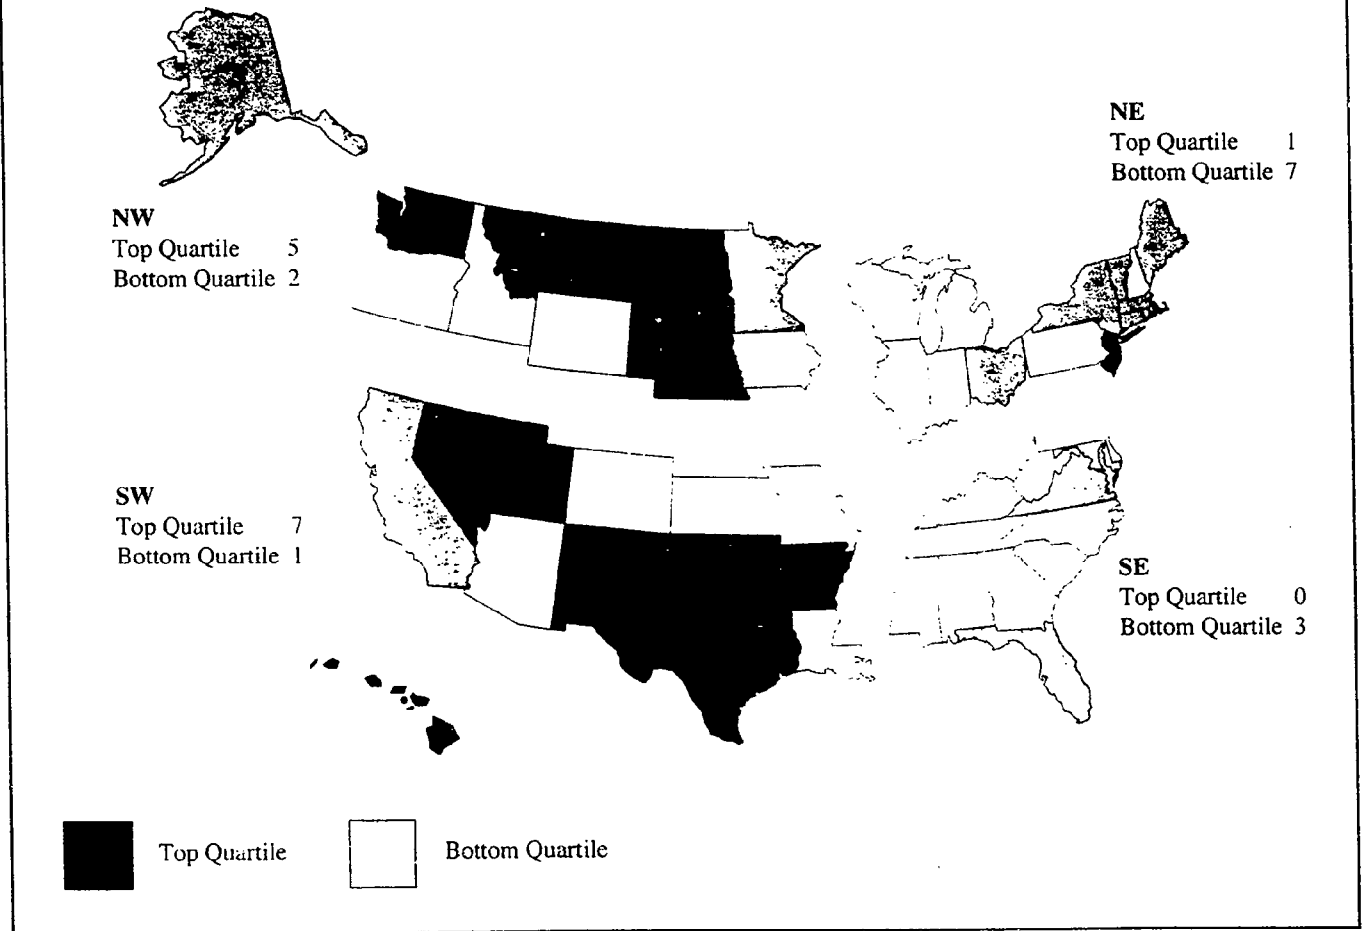 NE
Top Quartile 1
Bottom Quartile 7
NW
Top Quartile 5
Bottom Quartile 2
SW
Top Quartile 7
Bottom Quartile 1
SE
Top Quartile 0
Bottom Quartile 3
Top Quartile
Bottom Quartile